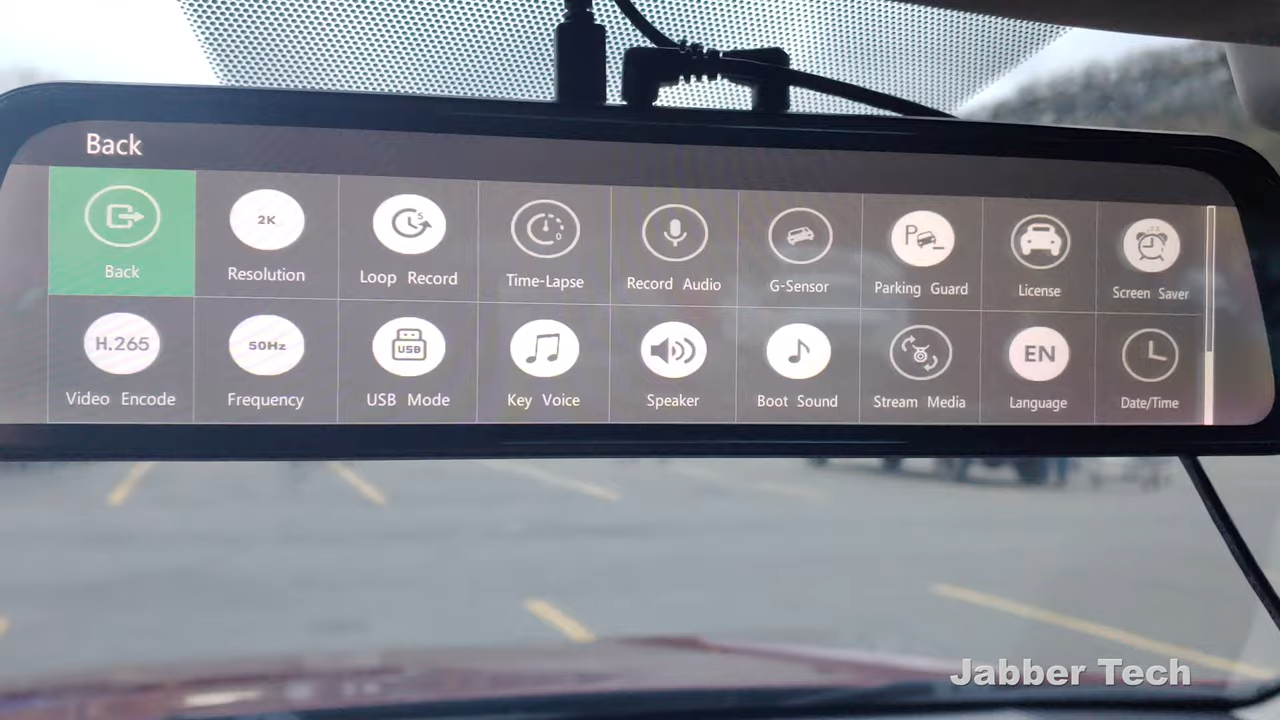 Back
2K
5
P
Back
Resolution
Loop Record
Time-Lapse
Record Audio
G-Sensor
Parking Guard
License
Screen Saver
H.265
50Hz
USB
EN
Video Encode
Frequency
USB Mode
Key Voice
Speaker
Boot Sound
Stream Media
Language
Date/Time
Jabber Tech